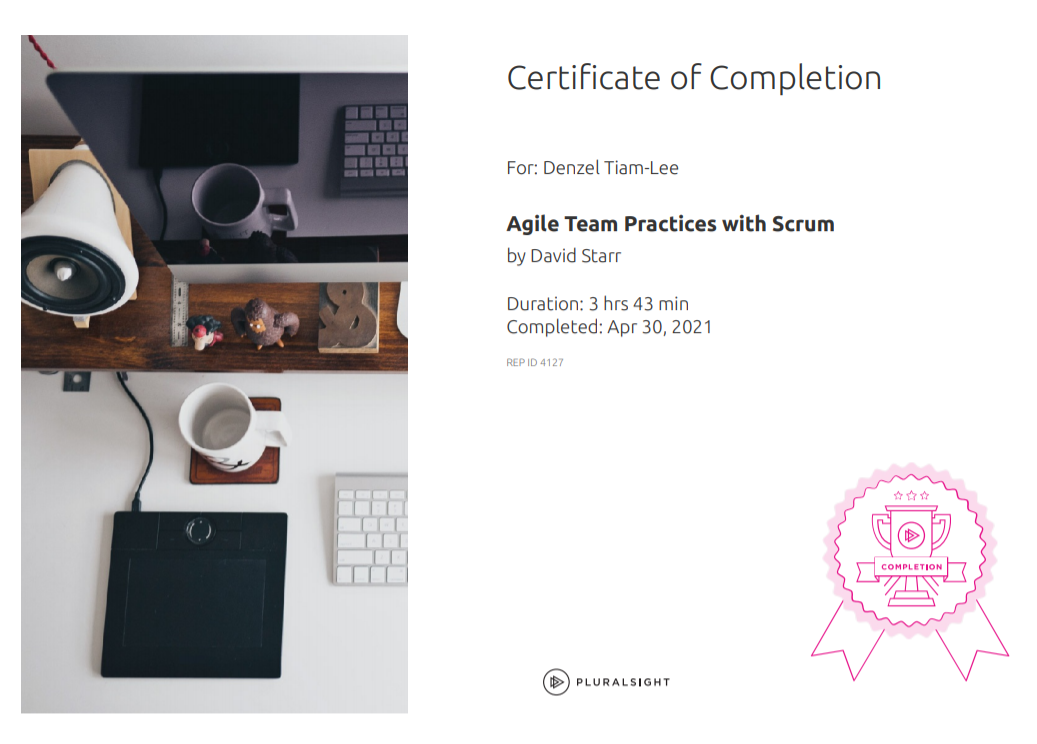 Certificate of Completion
For: Denzel Tiam-Lee
Agile Team Practices with Scrum
by David Starr
Duration: 3 hrs 43 min
Completed: Apr 30, 2021
REP ID 4127
COMPLETION
PLURALSIGHT